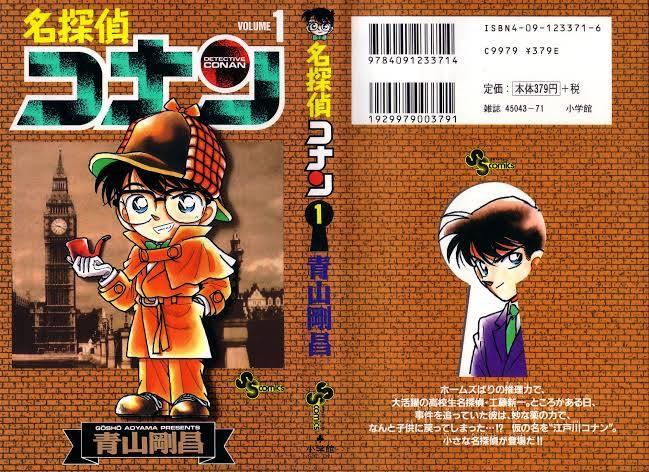 名探偵
コナン
DETECTIVE
CONAN
VOLUME 1
GŌSHŌ AOYAMA PRESENTS
青山剛昌
SS comics
名探偵コナン
1
青山剛昌
SS comics
小学館
9784091233714
1929979003791
ISBN4-09-123371-6
C9979 ¥379E
定価:本体379円+税
雑誌 45043-71 小学館
SS comics
ホームズばりの推理力で、
大活躍の高校生名探偵・工藤新一。ところがある日、
事件を追っていた彼は、妙な薬の力で、
なんと子供に戻ってしまった…!? 仮の名を“江戸川コナン”。
小さな名探偵が登場だ!!